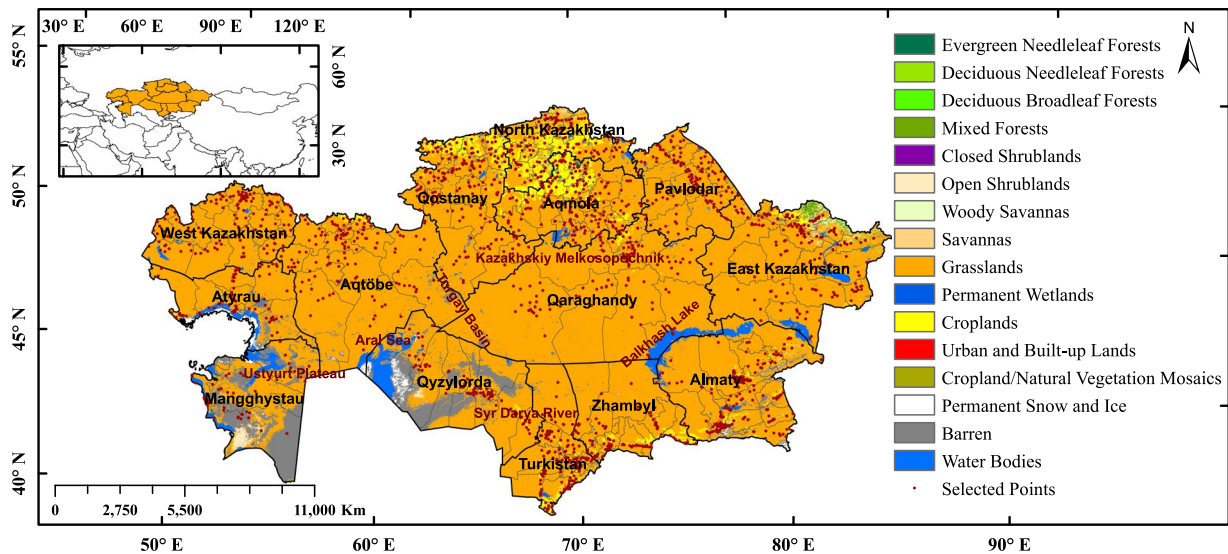 30° E 60° E 90° E 120° E
55° N
50° N
45° N
40° N
60° N
30° N
N
North Kazakhstan
Qostanay
Aqmola
Pavlodar
West Kazakhstan
Kazakhskiy Melkosopochnik
East Kazakhstan
Atyrau
Aqtöbe
Torgay Basin
Qaraghandy
Aral Sea
Balkhash Lake
Ustyurt Plateau
Mangghystau
Qyzylorda
Almaty
Syr Darya River
Zhambyl
Turkistan
Evergreen Needleleaf Forests
Deciduous Needleleaf Forests
Deciduous Broadleaf Forests
Mixed Forests
Closed Shrublands
Open Shrublands
Woody Savannas
Savannas
Grasslands
Permanent Wetlands
Croplands
Urban and Built-up Lands
Cropland/Natural Vegetation Mosaics
Permanent Snow and Ice
Barren
Water Bodies
Selected Points
0 2,750 5,500 11,000 Km
50° E 60° E 70° E 80° E 90° E